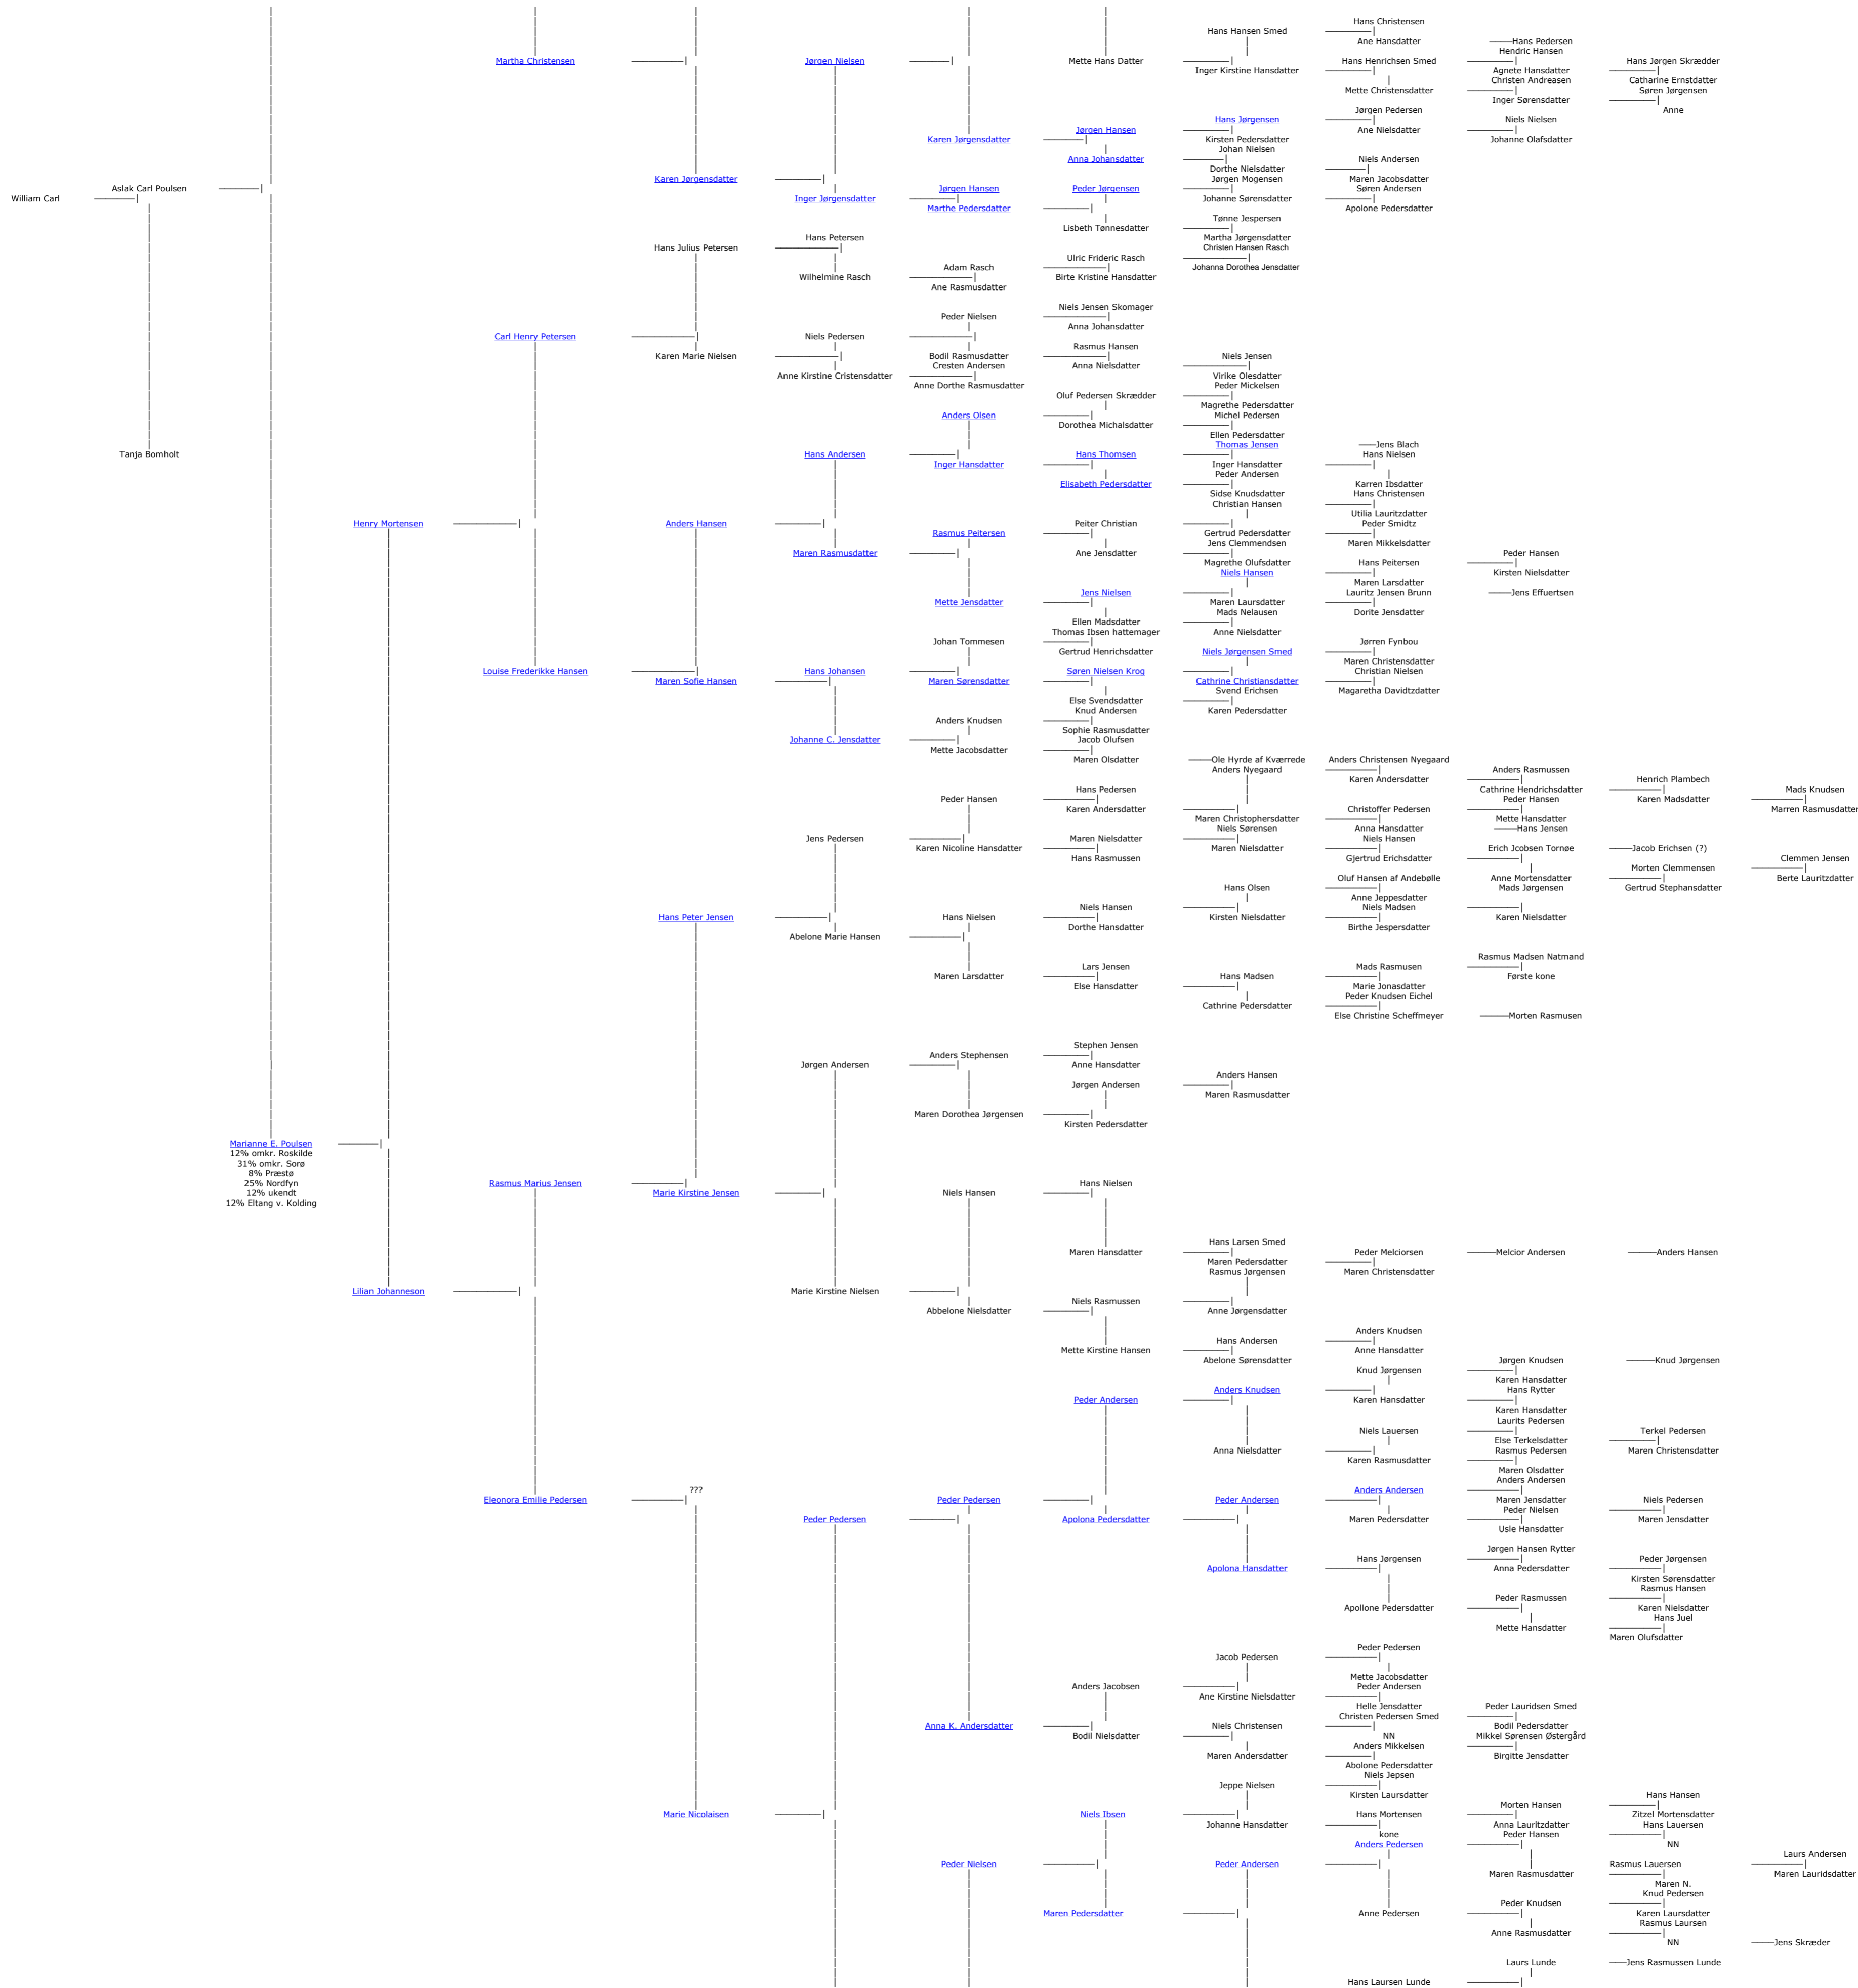 Hans Christensen
Hans Hansen Smed
Ane Hansdatter
Hans Pedersen
Hendric Hansen
Martha Christensen
Jørgen Nielsen
Mette Hans Datter
Hans Henrichsen Smed
Hans Jørgen Skrædder
Inger Kirstine Hansdatter
Agnete Hansdatter
Christen Andreasen
Catharine Ernstdatter
Mette Christensdatter
Søren Jørgensen
Inger Sørensdatter
Jørgen Pedersen
Anne
Hans Jørgensen
Niels Nielsen
Jørgen Hansen
Ane Nielsdatter
Karen Jørgensdatter
Kirsten Pedersdatter
Johanne Olafsdatter
Johan Nielsen
Anna Johansdatter
Niels Andersen
Dorthe Nielsdatter
Karen Jørgensdatter
Jørgen Mogensen
Maren Jacobsdatter
Aslak Carl Poulsen
Jørgen Hansen
Peder Jørgensen
Søren Andersen
William Carl
Inger Jørgensdatter
Johanne Sørensdatter
Marthe Pedersdatter
Apolone Pedersdatter
Tønne Jespersen
Lisbeth Tønnesdatter
Hans Petersen
Martha Jørgensdatter
Hans Julius Petersen
Christen Hansen Rasch
Ulric Frideric Rasch
Adam Rasch
Johanna Dorothea Jensdatter
Wilhelmine Rasch
Birte Kristine Hansdatter
Ane Rasmusdatter
Niels Jensen Skomager
Peder Nielsen
Anna Johansdatter
Carl Henry Petersen
Niels Pedersen
Rasmus Hansen
Karen Marie Nielsen
Bodil Rasmusdatter
Niels Jensen
Cresten Andersen
Anna Nielsdatter
Anne Kirstine Cristensdatter
Virike Olesdatter
Anne Dorthe Rasmusdatter
Peder Mickelsen
Oluf Pedersen Skrædder
Magrethe Pedersdatter
Anders Olsen
Michel Pedersen
Dorothea Michalsdatter
Ellen Pedersdatter
Thomas Jensen
Jens Blach
Tanja Bomholt
Hans Andersen
Hans Thomsen
Hans Nielsen
Inger Hansdatter
Inger Hansdatter
Peder Andersen
Elisabeth Pedersdatter
Karren Ibsdatter
Sidse Knudsdatter
Hans Christensen
Christian Hansen
Utilia Lauritzdatter
Henry Mortensen
Anders Hansen
Peiter Christian
Peder Smidtz
Rasmus Peitersen
Gertrud Pedersdatter
Jens Clemmendsen
Maren Mikkelsdatter
Maren Rasmusdatter
Ane Jensdatter
Peder Hansen
Magrethe Olufsdatter
Hans Peitersen
Niels Hansen
Kirsten Nielsdatter
Maren Larsdatter
Jens Nielsen
Lauritz Jensen Brunn
Jens Effuertsen
Mette Jensdatter
Maren Laursdatter
Mads Nelausen
Dorite Jensdatter
Ellen Madsdatter
Thomas Ibsen hattemager
Anne Nielsdatter
Johan Tommesen
Jørren Fynbou
Gertrud Henrichsdatter
Niels Jørgensen Smed
Maren Christensdatter
Louise Frederikke Hansen
Hans Johansen
Søren Nielsen Krog
Christian Nielsen
Maren Sofie Hansen
Maren Sørensdatter
Cathrine Christiansdatter
Svend Erichsen
Magaretha Davidtzdatter
Else Svendsdatter
Knud Andersen
Karen Pedersdatter
Anders Knudsen
Sophie Rasmusdatter
Johanne C. Jensdatter
Jacob Olufsen
Mette Jacobsdatter
Maren Olsdatter
Ole Hyrde af Kværrede
Anders Christensen Nyegaard
Anders Nyegaard
Anders Rasmussen
Karen Andersdatter
Henrich Plambech
Hans Pedersen
Cathrine Hendrichsdatter
Mads Knudsen
Peder Hansen
Peder Hansen
Karen Madsdatter
Karen Andersdatter
Christoffer Pedersen
Marren Rasmusdatter
Maren Christophersdatter
Mette Hansdatter
Niels Sørensen
Anna Hansdatter
Hans Jensen
Jens Pedersen
Maren Nielsdatter
Niels Hansen
Karen Nicoline Hansdatter
Maren Nielsdatter
Erich Jcobsen Tornøe
Jacob Erichsen (?)
Hans Rasmussen
Gjertrud Erichsdatter
Clemmen Jensen
Morten Clemmensen
Oluf Hansen af Andebølle
Anne Mortensdatter
Berte Lauritzdatter
Hans Olsen
Mads Jørgensen
Gertrud Stephansdatter
Anne Jeppesdatter
Niels Hansen
Niels Madsen
Hans Peter Jensen
Hans Nielsen
Kirsten Nielsdatter
Karen Nielsdatter
Dorthe Hansdatter
Birthe Jespersdatter
Abelone Marie Hansen
Rasmus Madsen Natmand
Lars Jensen
Mads Rasmusen
Maren Larsdatter
Hans Madsen
Første kone
Else Hansdatter
Marie Jonasdatter
Peder Knudsen Eichel
Cathrine Pedersdatter
Else Christine Scheffmeyer
Morten Rasmusen
Stephen Jensen
Anders Stephensen
Jørgen Andersen
Anne Hansdatter
Anders Hansen
Jørgen Andersen
Maren Rasmusdatter
Maren Dorothea Jørgensen
Kirsten Pedersdatter
Marianne E. Poulsen
12% omkr. Roskilde
31% omkr. Sorø
8% Præstø
25% Nordfyn
12% ukendt
12% Eltang v. Kolding
Rasmus Marius Jensen
Hans Nielsen
Marie Kirstine Jensen
Niels Hansen
Hans Larsen Smed
Maren Hansdatter
Peder Melciorsen
Melcior Andersen
Anders Hansen
Maren Pedersdatter
Rasmus Jørgensen
Maren Christensdatter
Lilian Johanneson
Marie Kirstine Nielsen
Niels Rasmussen
Abbelone Nielsdatter
Anne Jørgensdatter
Anders Knudsen
Hans Andersen
Mette Kirstine Hansen
Anne Hansdatter
Abelone Sørensdatter
Jørgen Knudsen
Knud Jørgensen
Knud Jørgensen
Karen Hansdatter
Anders Knudsen
Hans Rytter
Peder Andersen
Karen Hansdatter
Karen Hansdatter
Laurits Pedersen
Niels Lauersen
Terkel Pedersen
Else Terkelsdatter
Anna Nielsdatter
Rasmus Pedersen
Maren Christensdatter
Karen Rasmusdatter
Maren Olsdatter
Anders Andersen
???
Anders Andersen
Eleonora Emilie Pedersen
Peder Pedersen
Peder Andersen
Maren Jensdatter
Niels Pedersen
Peder Nielsen
Peder Pedersen
Apolona Pedersdatter
Maren Pedersdatter
Maren Jensdatter
Usle Hansdatter
Jørgen Hansen Rytter
Hans Jørgensen
Peder Jørgensen
Apolona Hansdatter
Anna Pedersdatter
Kirsten Sørensdatter
Rasmus Hansen
Peder Rasmussen
Apollone Pedersdatter
Karen Nielsdatter
Hans Juel
Mette Hansdatter
Maren Olufsdatter
Peder Pedersen
Jacob Pedersen
Mette Jacobsdatter
Anders Jacobsen
Peder Andersen
Ane Kirstine Nielsdatter
Helle Jensdatter
Peder Lauridsen Smed
Christen Pedersen Smed
Anna K. Andersdatter
Niels Christensen
Bodil Pedersdatter
Bodil Nielsdatter
NN
Mikkel Sørensen Østergård
Anders Mikkelsen
Maren Andersdatter
Birgitte Jensdatter
Abolone Pedersdatter
Niels Jepsen
Jeppe Nielsen
Kirsten Laursdatter
Hans Hansen
Morten Hansen
Marie Nicolaisen
Niels Ibsen
Hans Mortensen
Zitzel Mortensdatter
Johanne Hansdatter
Anna Lauritzdatter
Hans Lauersen
kone
Peder Hansen
Anders Pedersen
NN
Laurs Andersen
Peder Nielsen
Peder Andersen
Rasmus Lauersen
Maren Rasmusdatter
Maren Lauridsdatter
Maren N.
Knud Pedersen
Peder Knudsen
Maren Pedersdatter
Anne Pedersen
Karen Laursdatter
Rasmus Laursen
Anne Rasmusdatter
NN
Jens Skræder
Laurs Lunde
Jens Rasmussen Lunde
Hans Laursen Lunde